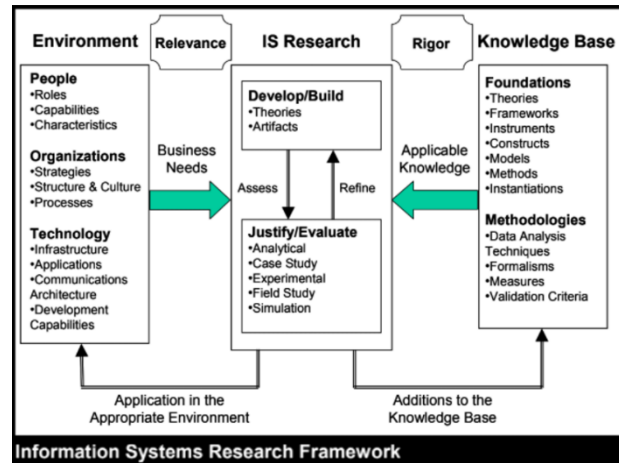 Environment
Relevance
IS Research
Rigor
Knowledge Base
People
•Roles
•Capabilities
•Characteristics
Organizations
•Strategies
•Structure & Culture
•Processes
Technology
•Infrastructure
•Applications
•Communications
Architecture
•Development
Capabilities
Business
Needs
Develop/Build
•Theories
•Artifacts
Assess
Refine
Justify/Evaluate
•Analytical
•Case Study
•Experimental
•Field Study
•Simulation
Applicable
Knowledge
Foundations
•Theories
•Frameworks
•Instruments
•Constructs
•Models
•Methods
•Instantiations
Methodologies
•Data Analysis
Techniques
•Formalisms
•Measures
•Validation Criteria
Application in the
Appropriate Environment
Additions to the
Knowledge Base
Information Systems Research Framework